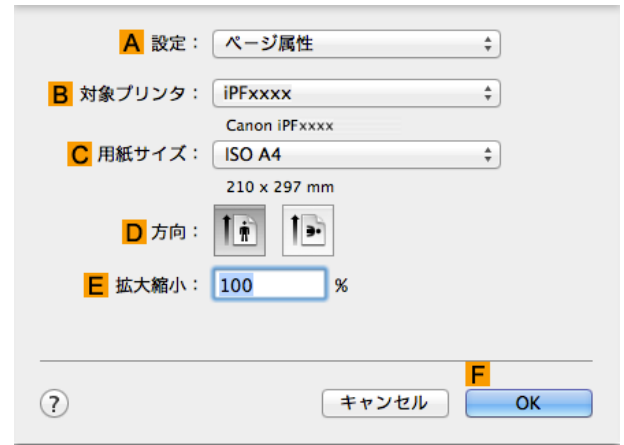 A 設定： ページ属性
B 対象プリンタ： iPFxxxx
Canon iPFxxxx
C 用紙サイズ： ISO A4
210 x 297 mm
D 方向：
E 拡大縮小： 100 %
F
? キャンセル OK